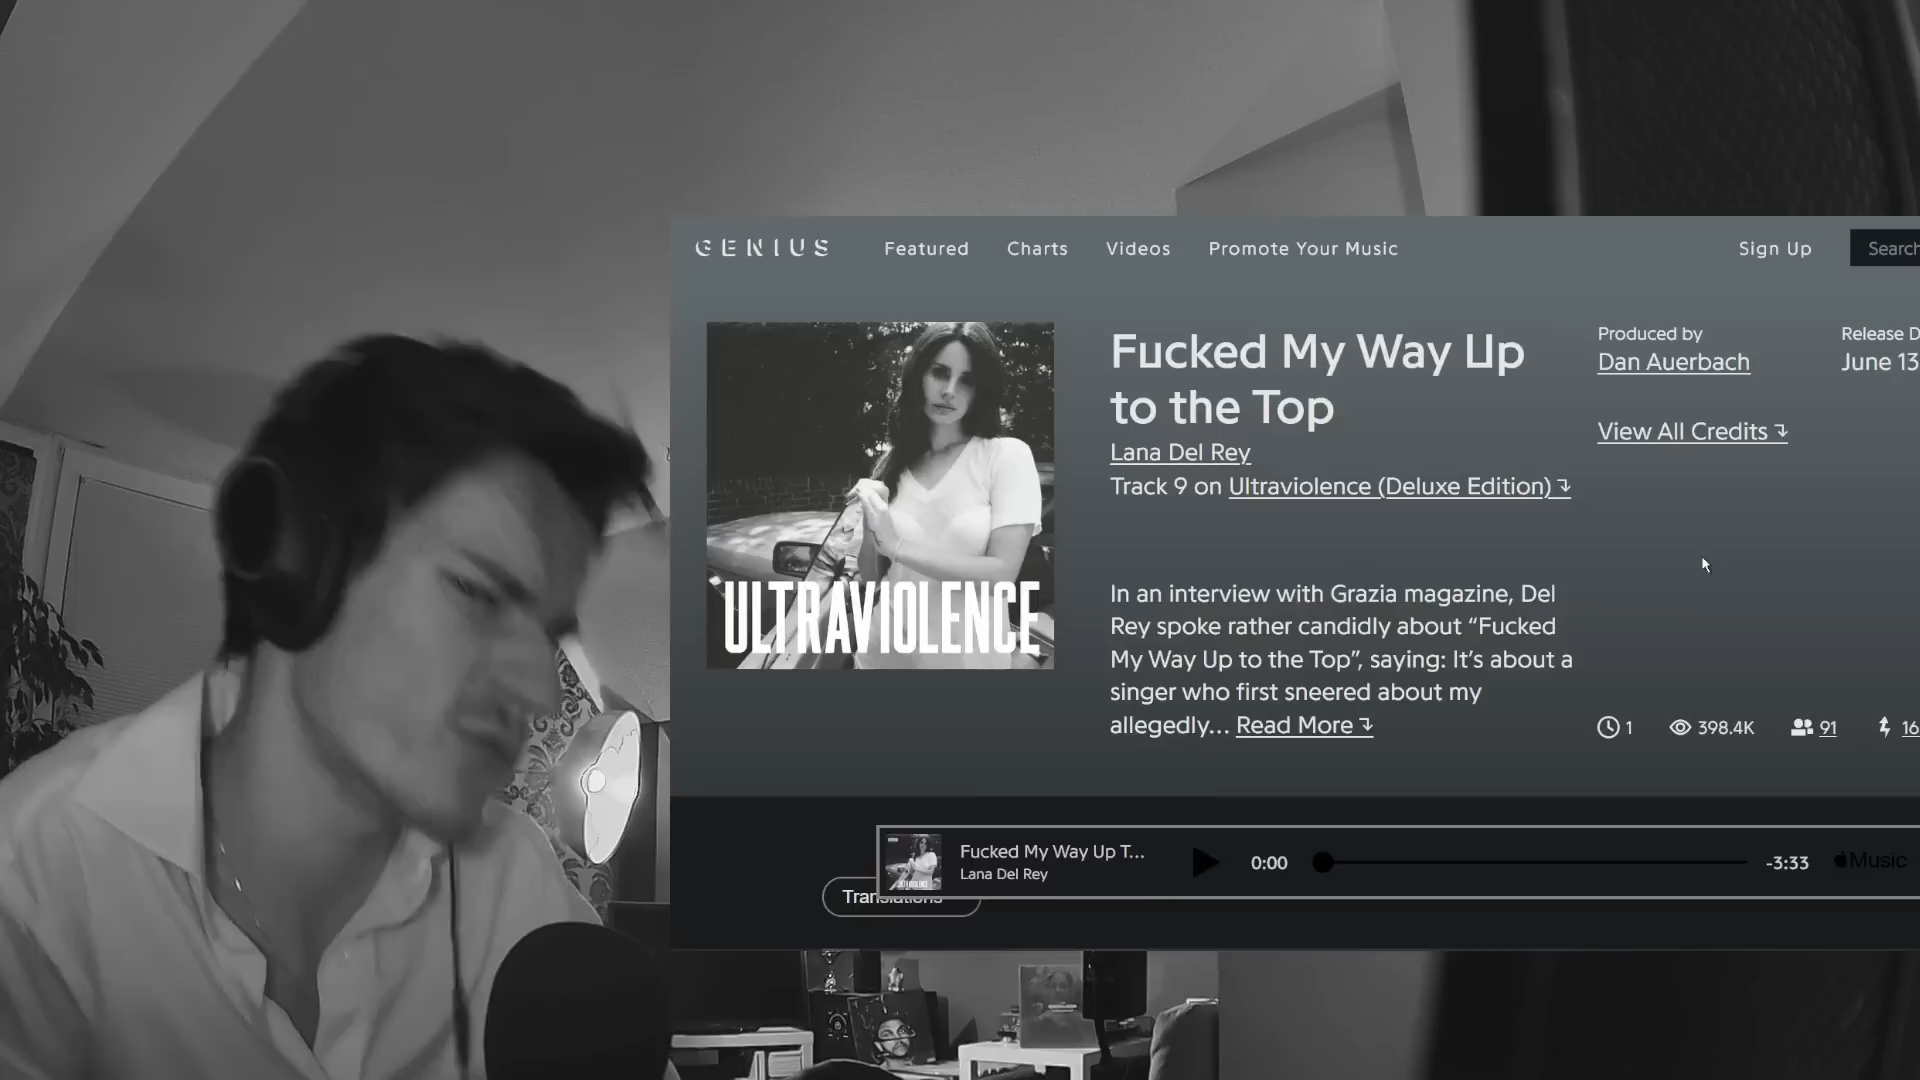 GENIUS
Featured
Charts
Videos
Promote Your Music
Sign Up
Search
Fucked My Way Up
to the Top
Lana Del Rey
Track 9 on Ultraviolence (Deluxe Edition)
Produced by
Dan Auerbach
Release D
June 13
View All Credits
ULTRAVIOLENCE
In an interview with Grazia magazine, Del
Rey spoke rather candidly about “Fucked
My Way Up to the Top”, saying: It’s about a
singer who first sneered about my
allegedly… Read More
1
398.4K
91
16
Fucked My Way Up T...
Lana Del Rey
0:00
-3:33
Music
Translations